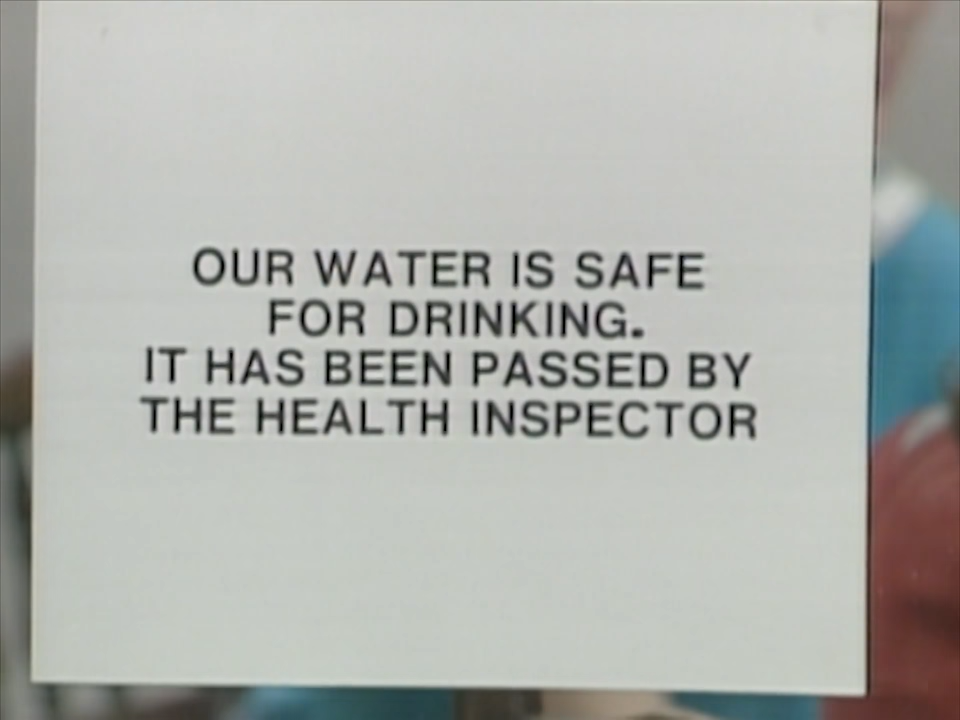 OUR WATER IS SAFE
FOR DRINKING.
IT HAS BEEN PASSED BY
THE HEALTH INSPECTOR